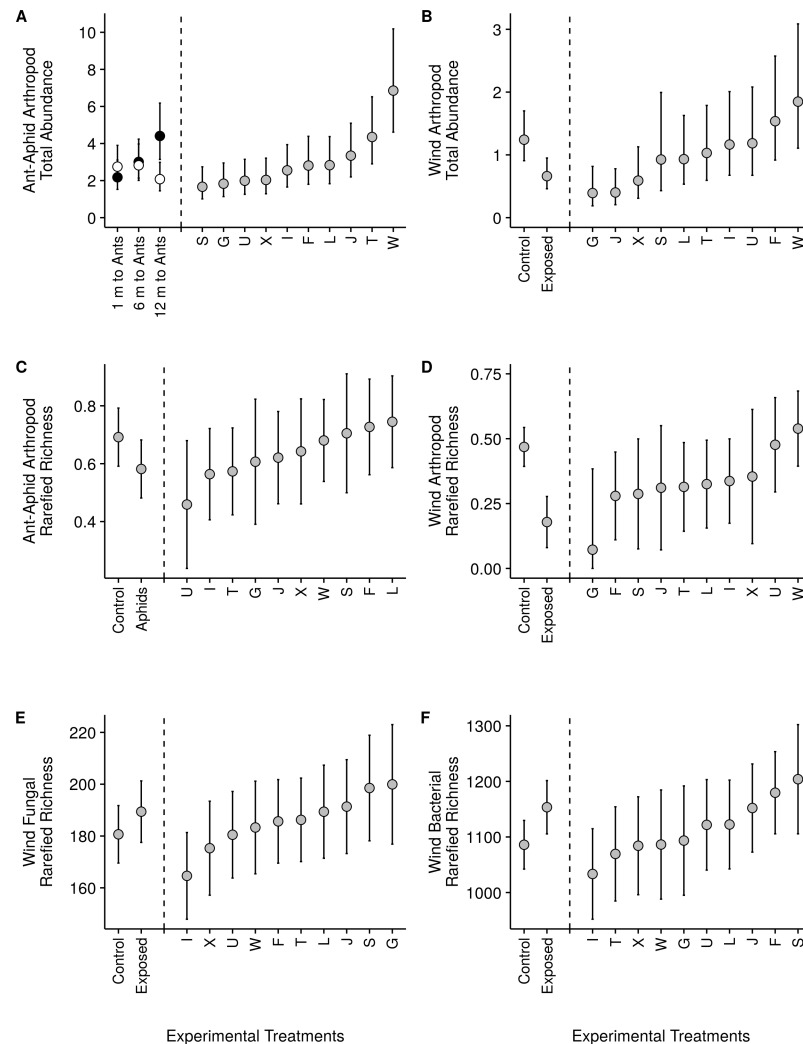 A
Ant-Aphid Arthropod
Total Abundance
10
8
6
4
2
0
1 m to Ants
6 m to Ants
12 m to Ants
S G U X I F L J T W
B
Wind Arthropod
Total Abundance
3
2
1
0
Control
Exposed
G J X S L T I U F W
C
Ant-Aphid Arthropod
Rarefied Richness
0.8
0.6
0.4
Control
Aphids
U I T G J X W S F L
D
Wind Arthropod
Rarefied Richness
0.75
0.50
0.25
0.00
Control
Exposed
G F S J T L I X U W
E
Wind Fungal
Rarefied Richness
220
200
180
160
Control
Exposed
I X U W F T L J S G
F
Wind Bacterial
Rarefied Richness
1300
1200
1100
1000
Control
Exposed
I T X W G U L J F S
Experimental Treatments
Experimental Treatments